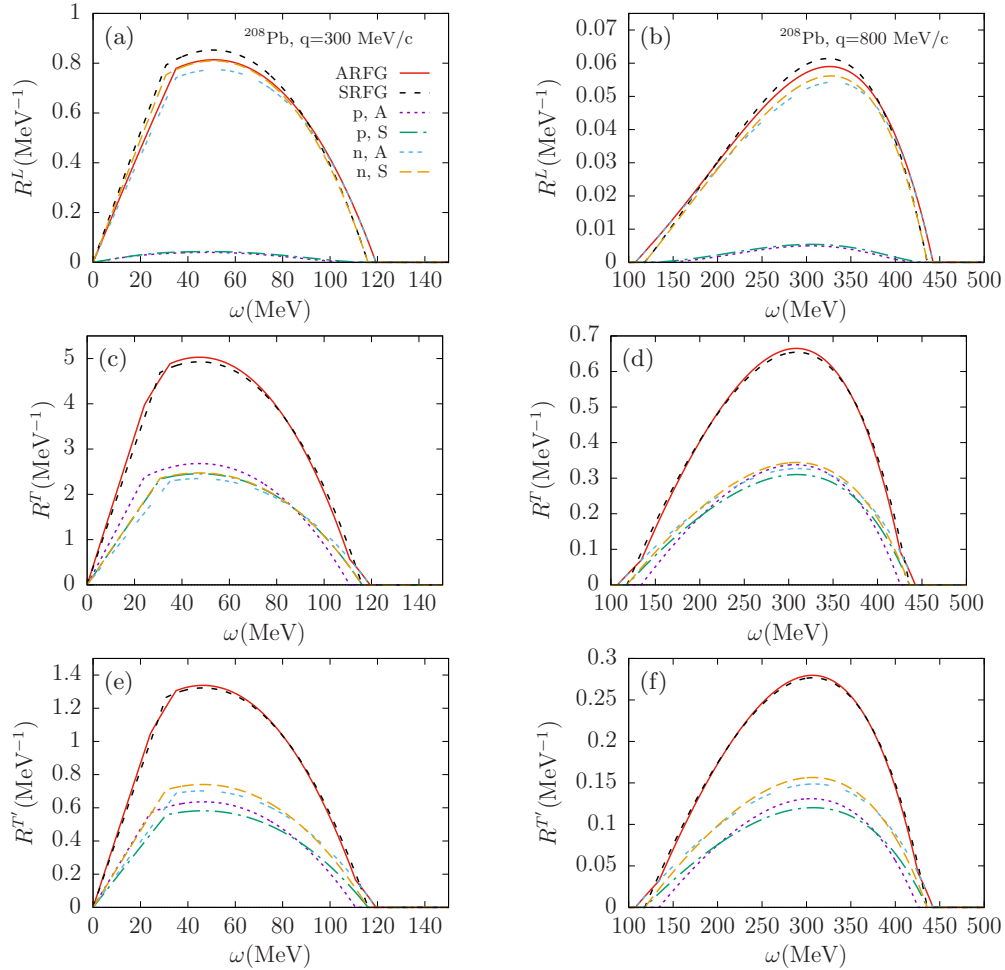 (a) ²⁰⁸Pb, q=300 MeV/c
ARFG
SRFG
p, A
p, S
n, A
n, S
R^L(MeV⁻¹)
1
0.8
0.6
0.4
0.2
0
0 20 40 60 80 100 120 140
ω(MeV)
(b) ²⁰⁸Pb, q=800 MeV/c
R^L(MeV⁻¹)
0.07
0.06
0.05
0.04
0.03
0.02
0.01
0
100 150 200 250 300 350 400 450 500
ω(MeV)
(c)
R^T(MeV⁻¹)
5
4
3
2
1
0
0 20 40 60 80 100 120 140
ω(MeV)
(d)
R^T(MeV⁻¹)
0.7
0.6
0.5
0.4
0.3
0.2
0.1
0
100 150 200 250 300 350 400 450 500
ω(MeV)
(e)
R^T'(MeV⁻¹)
1.4
1.2
1
0.8
0.6
0.4
0.2
0
0 20 40 60 80 100 120 140
ω(MeV)
(f)
R^T'(MeV⁻¹)
0.3
0.25
0.2
0.15
0.1
0.05
0
100 150 200 250 300 350 400 450 500
ω(MeV)